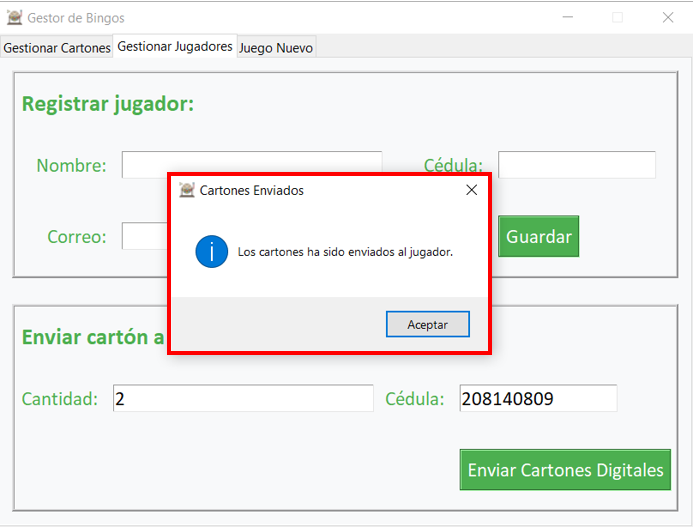 Gestor de Bingos
Gestionar Cartones Gestionar Jugadores Juego Nuevo
Registrar jugador:
Nombre: Cédula:
Cartones Enviados
Correo: Guardar
Los cartones ha sido enviados al jugador.
Aceptar
Enviar cartón a
Cantidad: 2 Cédula: 208140809
Enviar Cartones Digitales